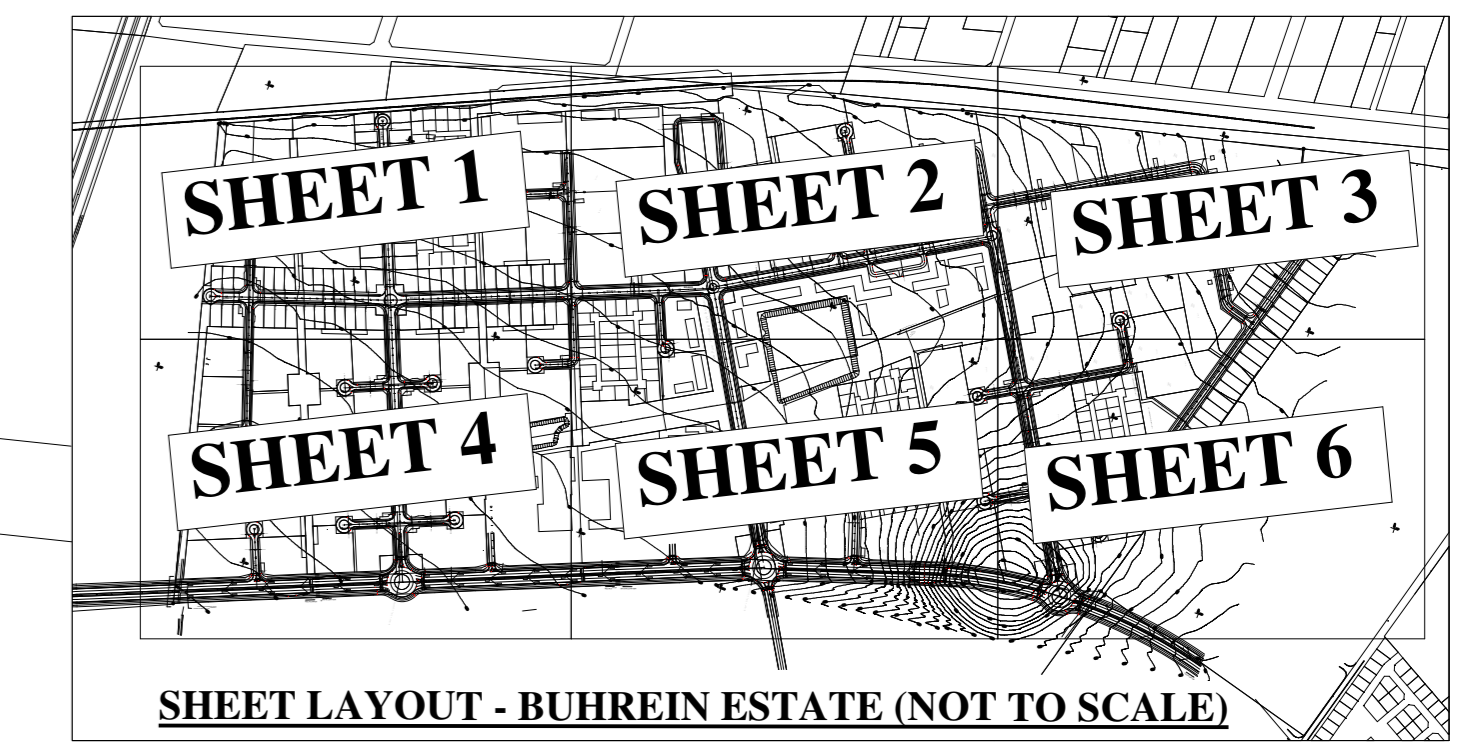 SHEET 1
SHEET 2
SHEET 3
SHEET 4
SHEET 5
SHEET 6
SHEET LAYOUT - BUHREIN ESTATE (NOT TO SCALE)